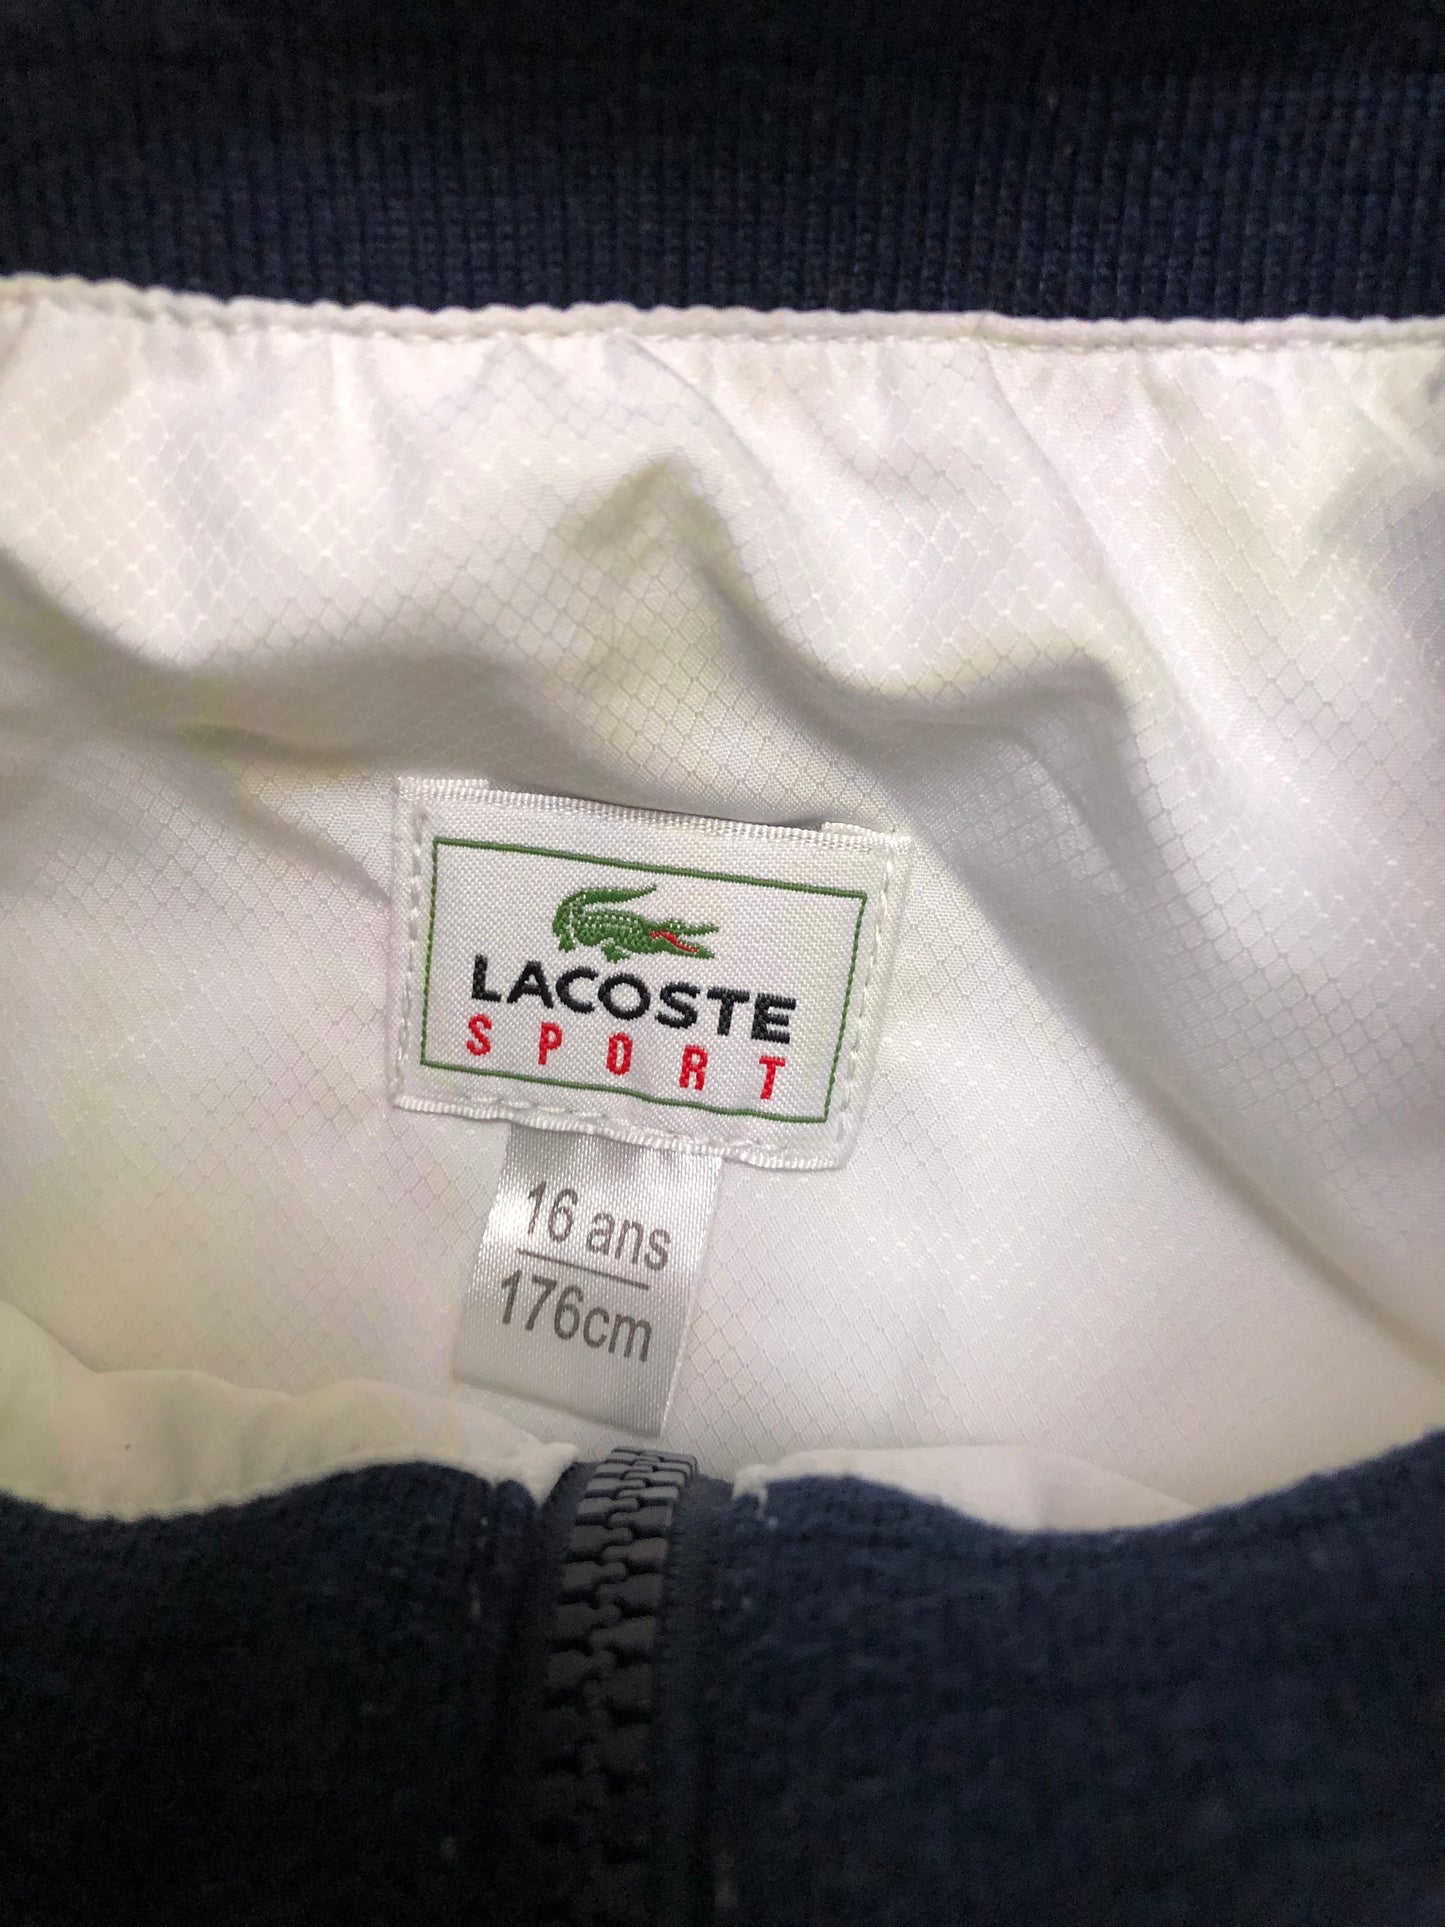 LACOSTE
SPORT
16 ans
176cm